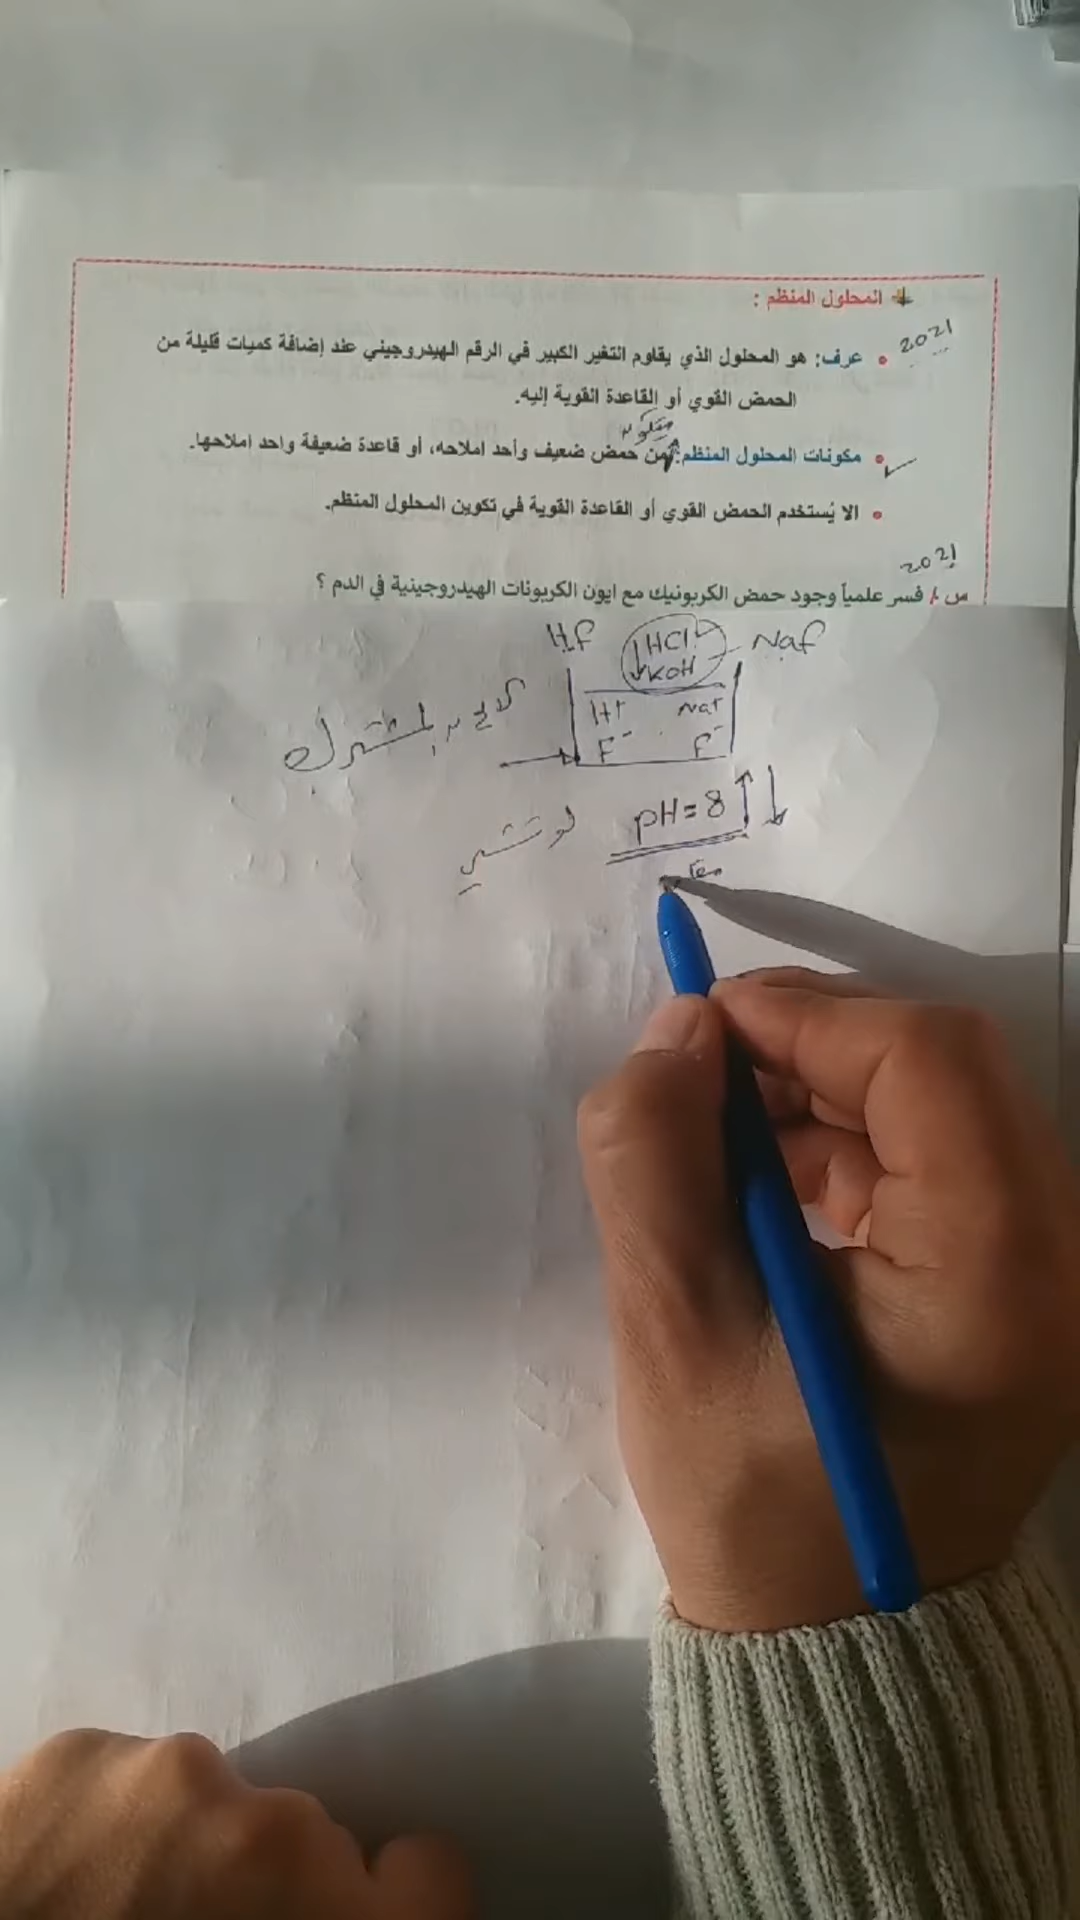 المحلول المنظم :
2021
عرف: هو المحلول الذي يقاوم التغير الكبير في الرقم الهيدروجيني عند إضافة كميات قليلة من
الحمض القوي أو القاعدة القوية إليه.
مكونات المحلول المنظم: من حمض ضعيف وأحد املاحه، أو قاعدة ضعيفة واحد املاحها.
الا يُستخدم الحمض القوي أو القاعدة القوية في تكوين المحلول المنظم.
2021
س / فسر علمياً وجود حمض الكربونيك مع ايون الكربونات الهيدروجينية في الدم ؟
Hf HCl Naf
KOH
H+ Na+
F- F-
الايون المشترك
pH=8